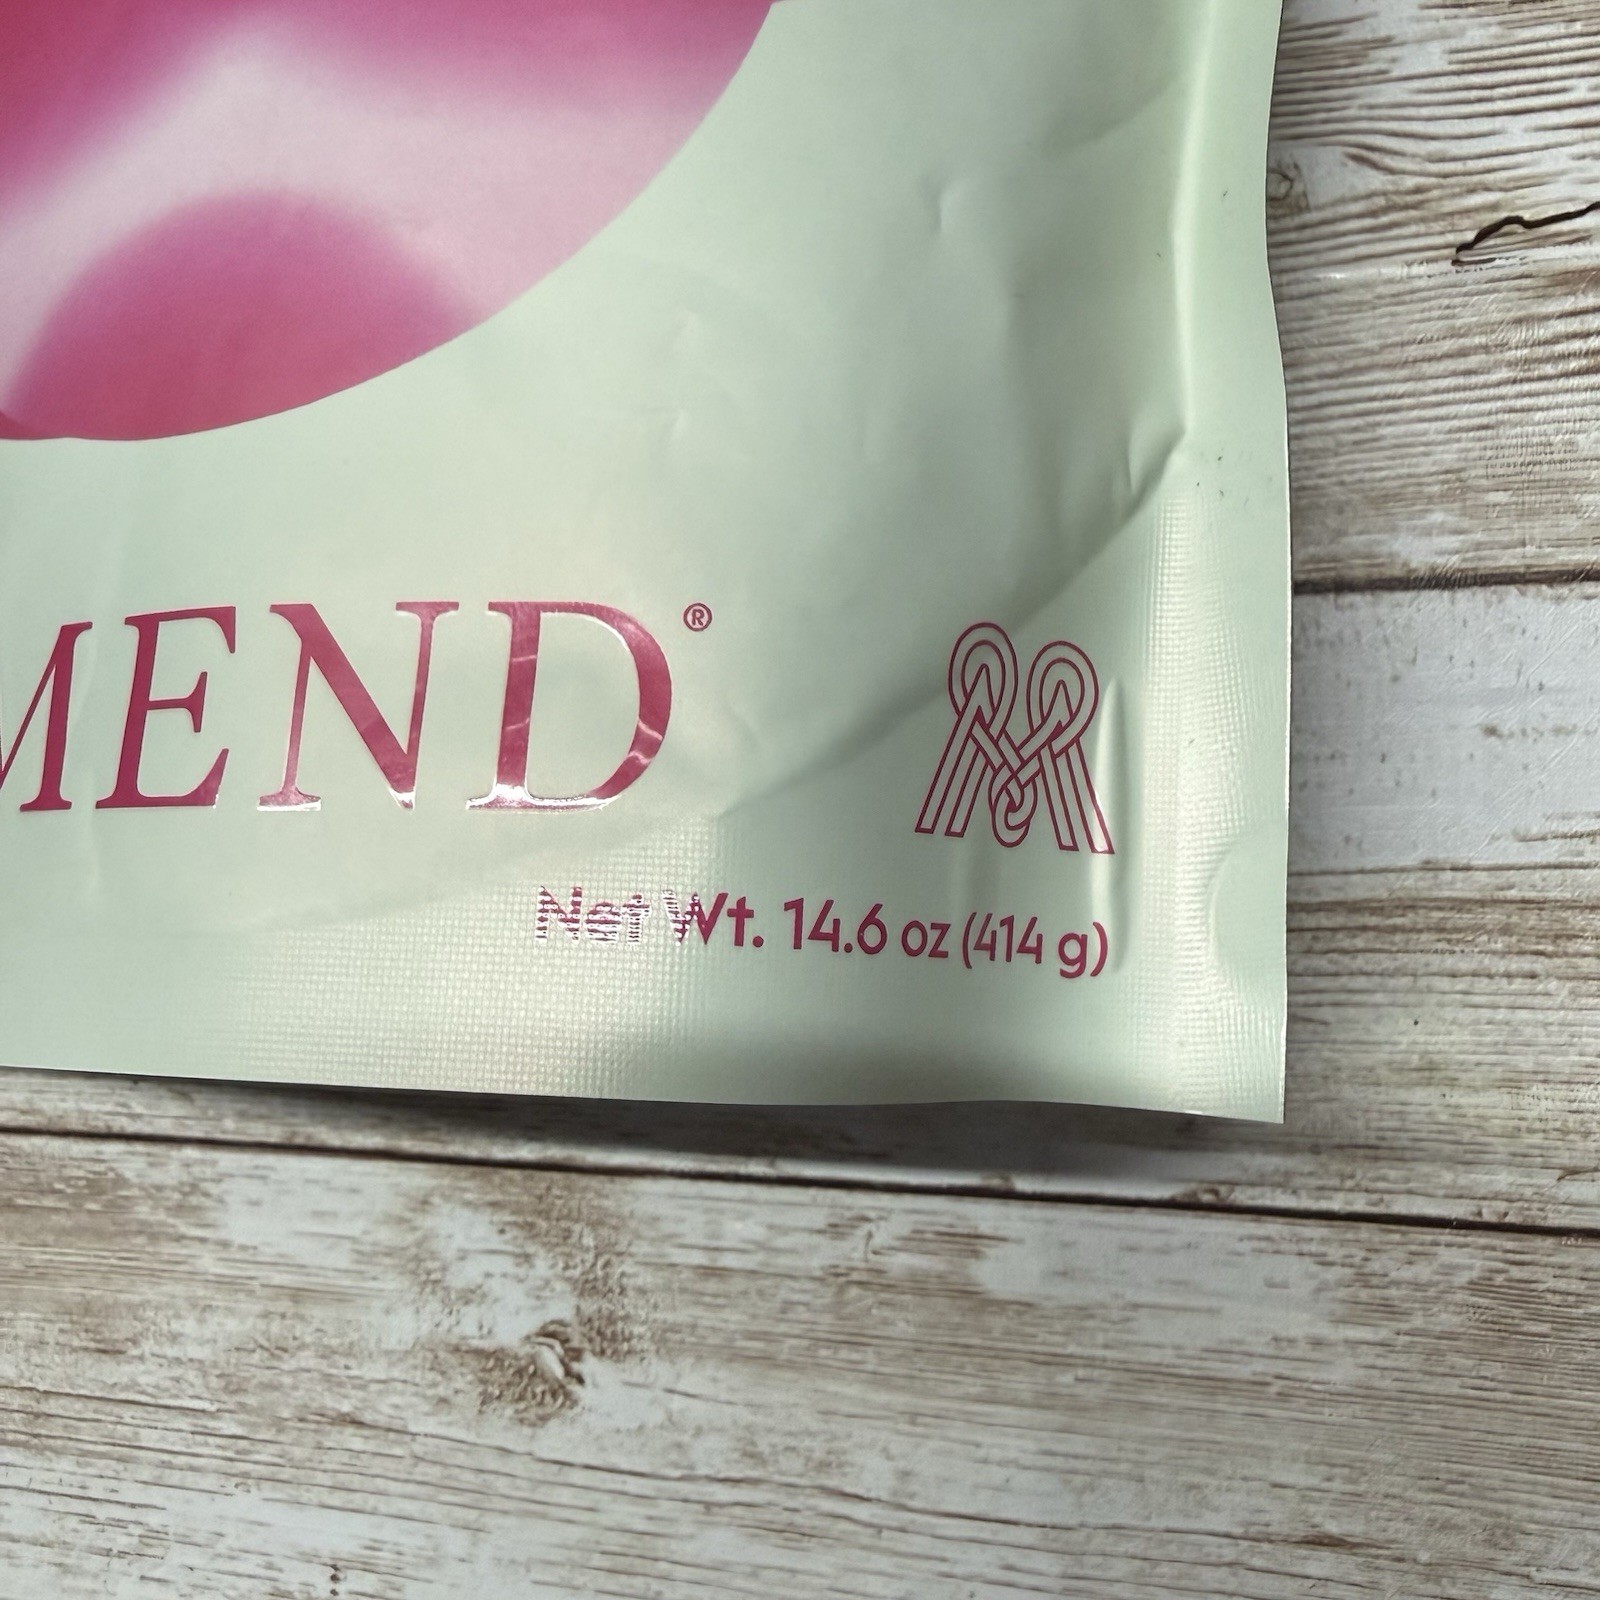 MEND®
Net Wt. 14.6 oz (414 g)